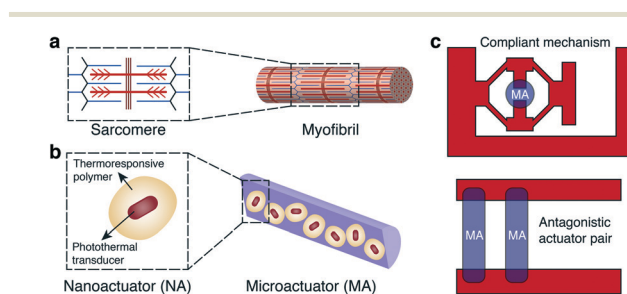 a
Sarcomere
Myofibril
b
Thermoresponsive
polymer
Photothermal
transducer
Nanoactuator (NA)
Microactuator (MA)
c
Compliant mechanism
MA
MA
MA
Antagonistic
actuator pair